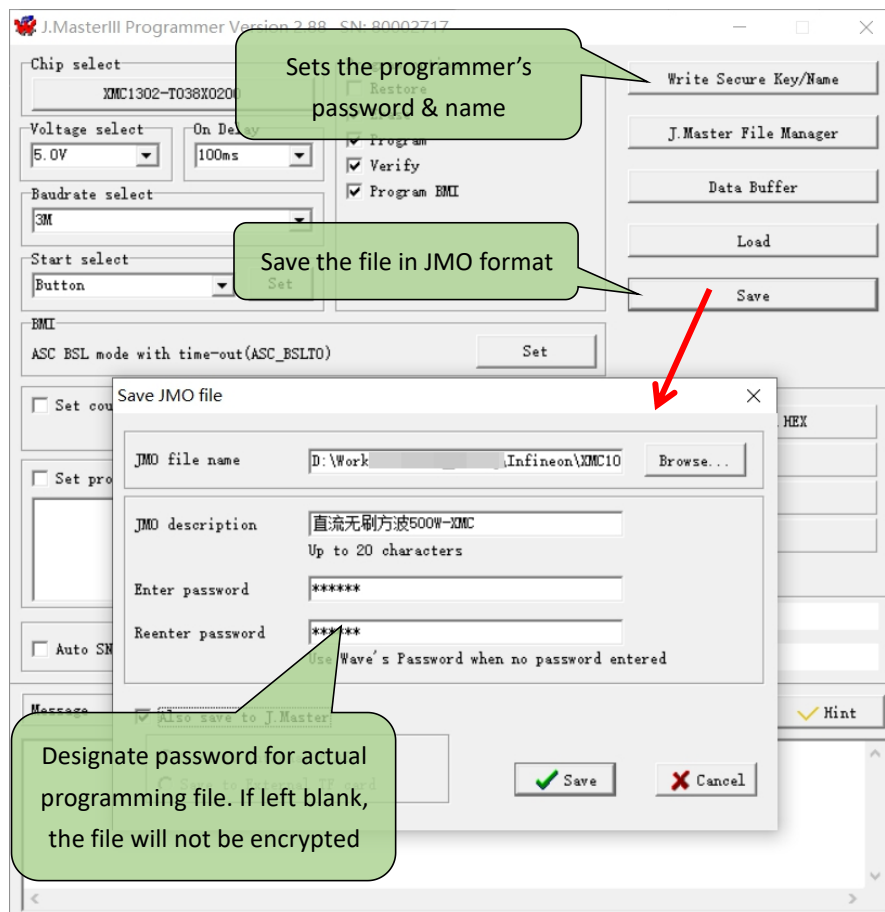 J.MasterIII Programmer Version 2.88 SN: 80002717
Sets the programmer's
password & name
Chip select
XMC1302-T038X0200
Restore
Voltage select
On Delay
5.0V
100ms
Program
Verify
Program BMI
Baudrate select
3M
Save the file in JMO format
Start select
Button
Set
BMI
ASC BSL mode with time-out(ASC_BSLTO)
Set
Write Secure Key/Name
J.Master File Manager
Data Buffer
Load
Save
Set cou
HEX
Set pro
Auto SN
Save JMO file
JMO file name
D:\Work
\Infineon\XMC10
Browse...
JMO description
直流无刷方波500W-XMC
Up to 20 characters
Enter password
******
Reenter password
******
Use Wave's Password when no password entered
Also save to J.Master
Save to External TF card
Save
Cancel
Message
Hint
Designate password for actual
programming file. If left blank,
the file will not be encrypted